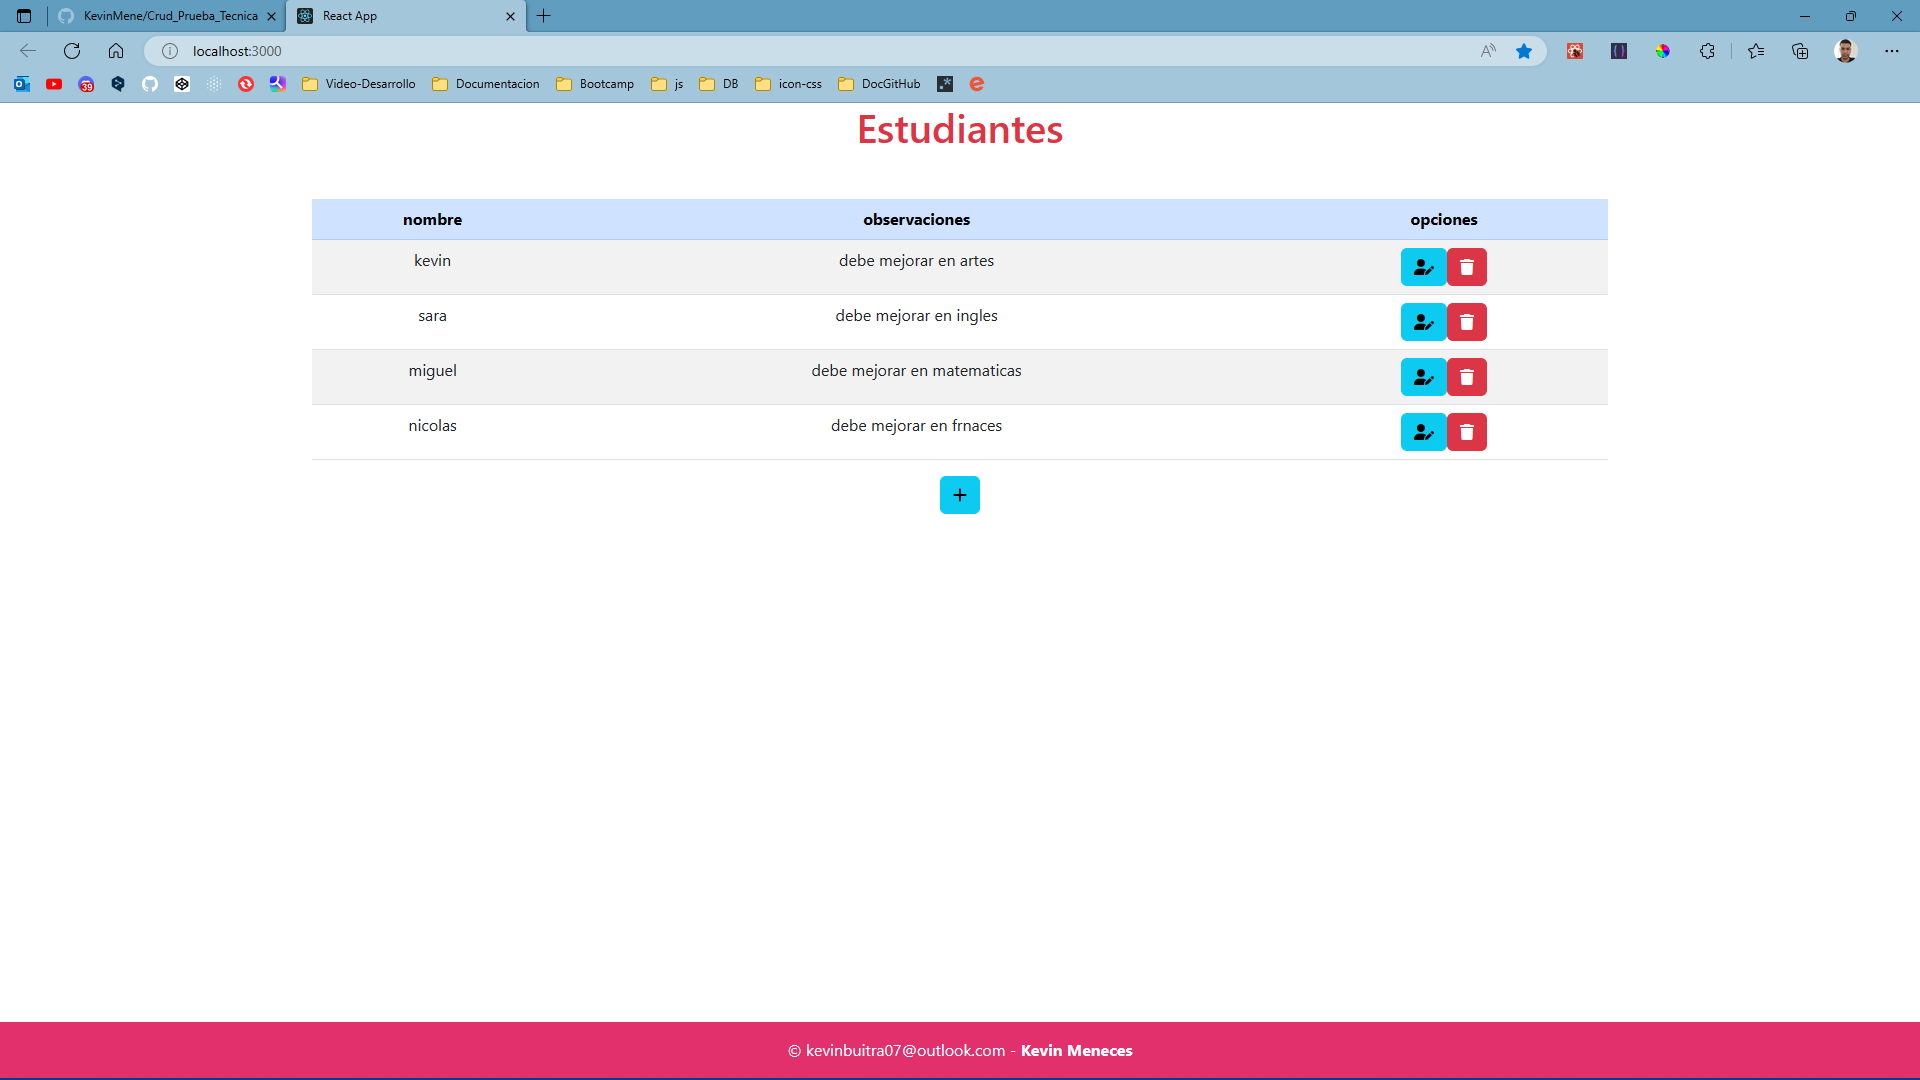 KevinMene/Crud_Prueba_Tecnica
React App
localhost:3000
39 Video-Desarrollo Documentacion Bootcamp js DB icon-css DocGitHub
Estudiantes
nombre observaciones opciones
kevin debe mejorar en artes
sara debe mejorar en ingles
miguel debe mejorar en matematicas
nicolas debe mejorar en frnaces
+
© kevinbuitra07@outlook.com - Kevin Meneces